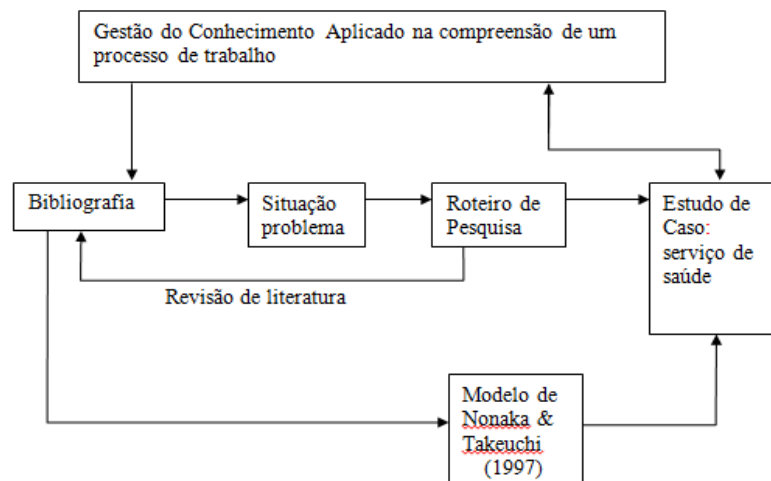 Gestão do Conhecimento Aplicado na compreensão de um
processo de trabalho
Bibliografia
Situação
problema
Roteiro de
Pesquisa
Estudo de
Caso:
serviço de
saúde
Revisão de literatura
Modelo de
Nonaka &
Takeuchi
(1997)